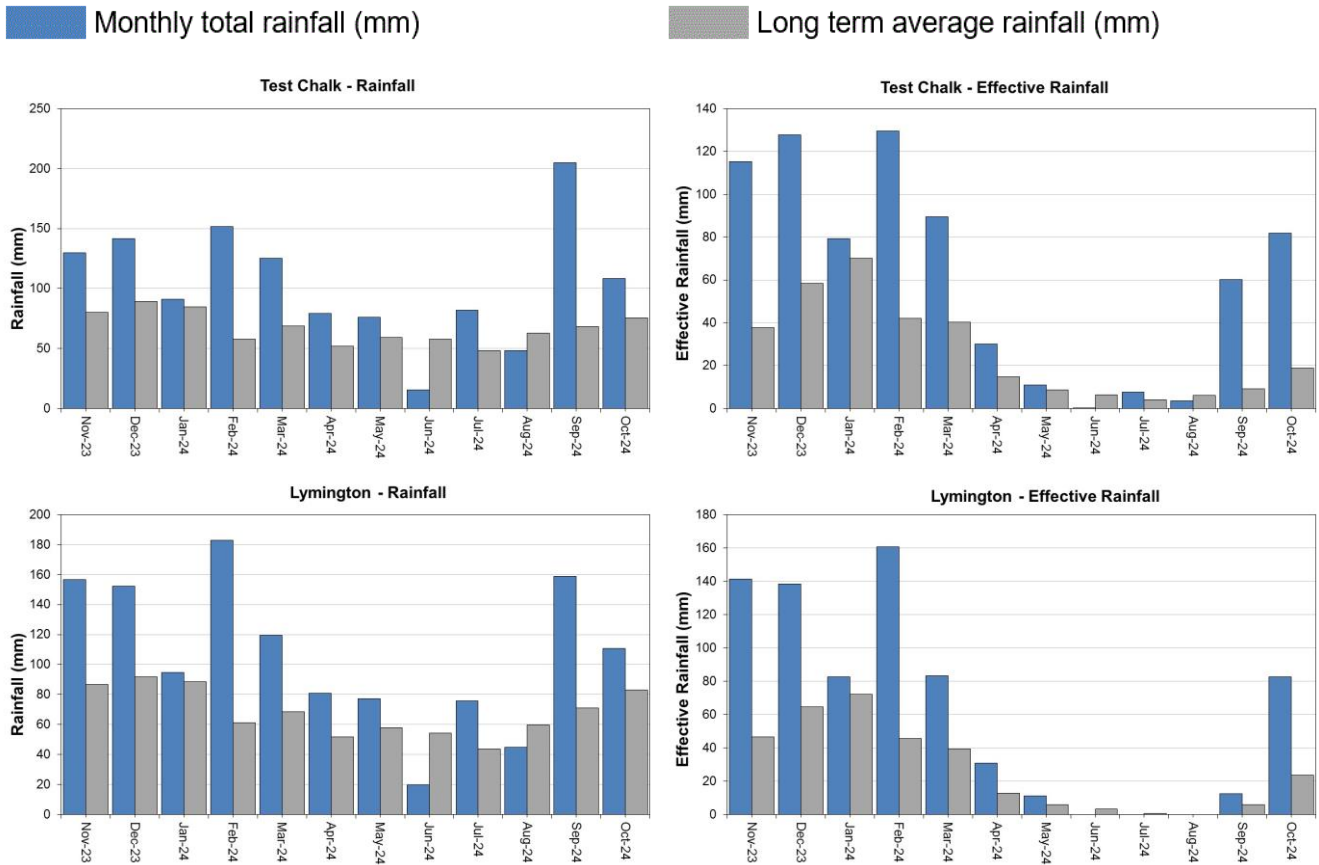 Monthly total rainfall (mm)
Long term average rainfall (mm)
Test Chalk - Rainfall
Rainfall (mm)
250
200
150
100
50
0
Nov-23
Dec-23
Jan-24
Feb-24
Mar-24
Apr-24
May-24
Jun-24
Jul-24
Aug-24
Sep-24
Oct-24
Test Chalk - Effective Rainfall
Effective Rainfall (mm)
140
120
100
80
60
40
20
0
Nov-23
Dec-23
Jan-24
Feb-24
Mar-24
Apr-24
May-24
Jun-24
Jul-24
Aug-24
Sep-24
Oct-24
Lymington - Rainfall
Rainfall (mm)
200
180
160
140
120
100
80
60
40
20
0
Nov-23
Dec-23
Jan-24
Feb-24
Mar-24
Apr-24
May-24
Jun-24
Jul-24
Aug-24
Sep-24
Oct-24
Lymington - Effective Rainfall
Effective Rainfall (mm)
180
160
140
120
100
80
60
40
20
0
Nov-23
Dec-23
Jan-24
Feb-24
Mar-24
Apr-24
May-24
Jun-24
Jul-24
Aug-24
Sep-24
Oct-24